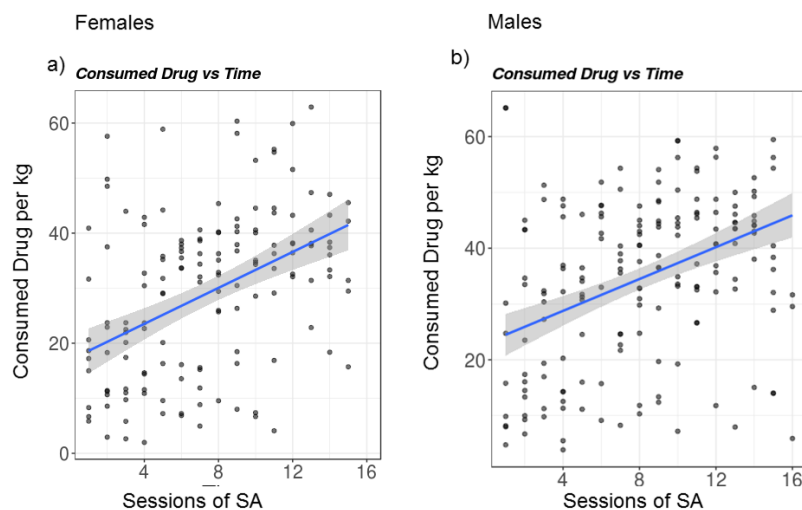 Females
Males
a)
Consumed Drug vs Time
b)
Consumed Drug vs Time
Consumed Drug per kg
60
40
20
0
4
8
12
16
Sessions of SA
Consumed Drug per kg
60
40
20
4
8
12
16
Sessions of SA